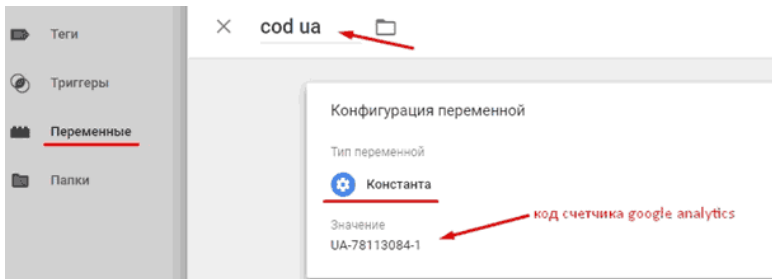 Теги
Триггеры
Переменные
Папки
cod ua
Конфигурация переменной
Тип переменной
Константа
Значение
UA-78113084-1
код счетчика google analytics